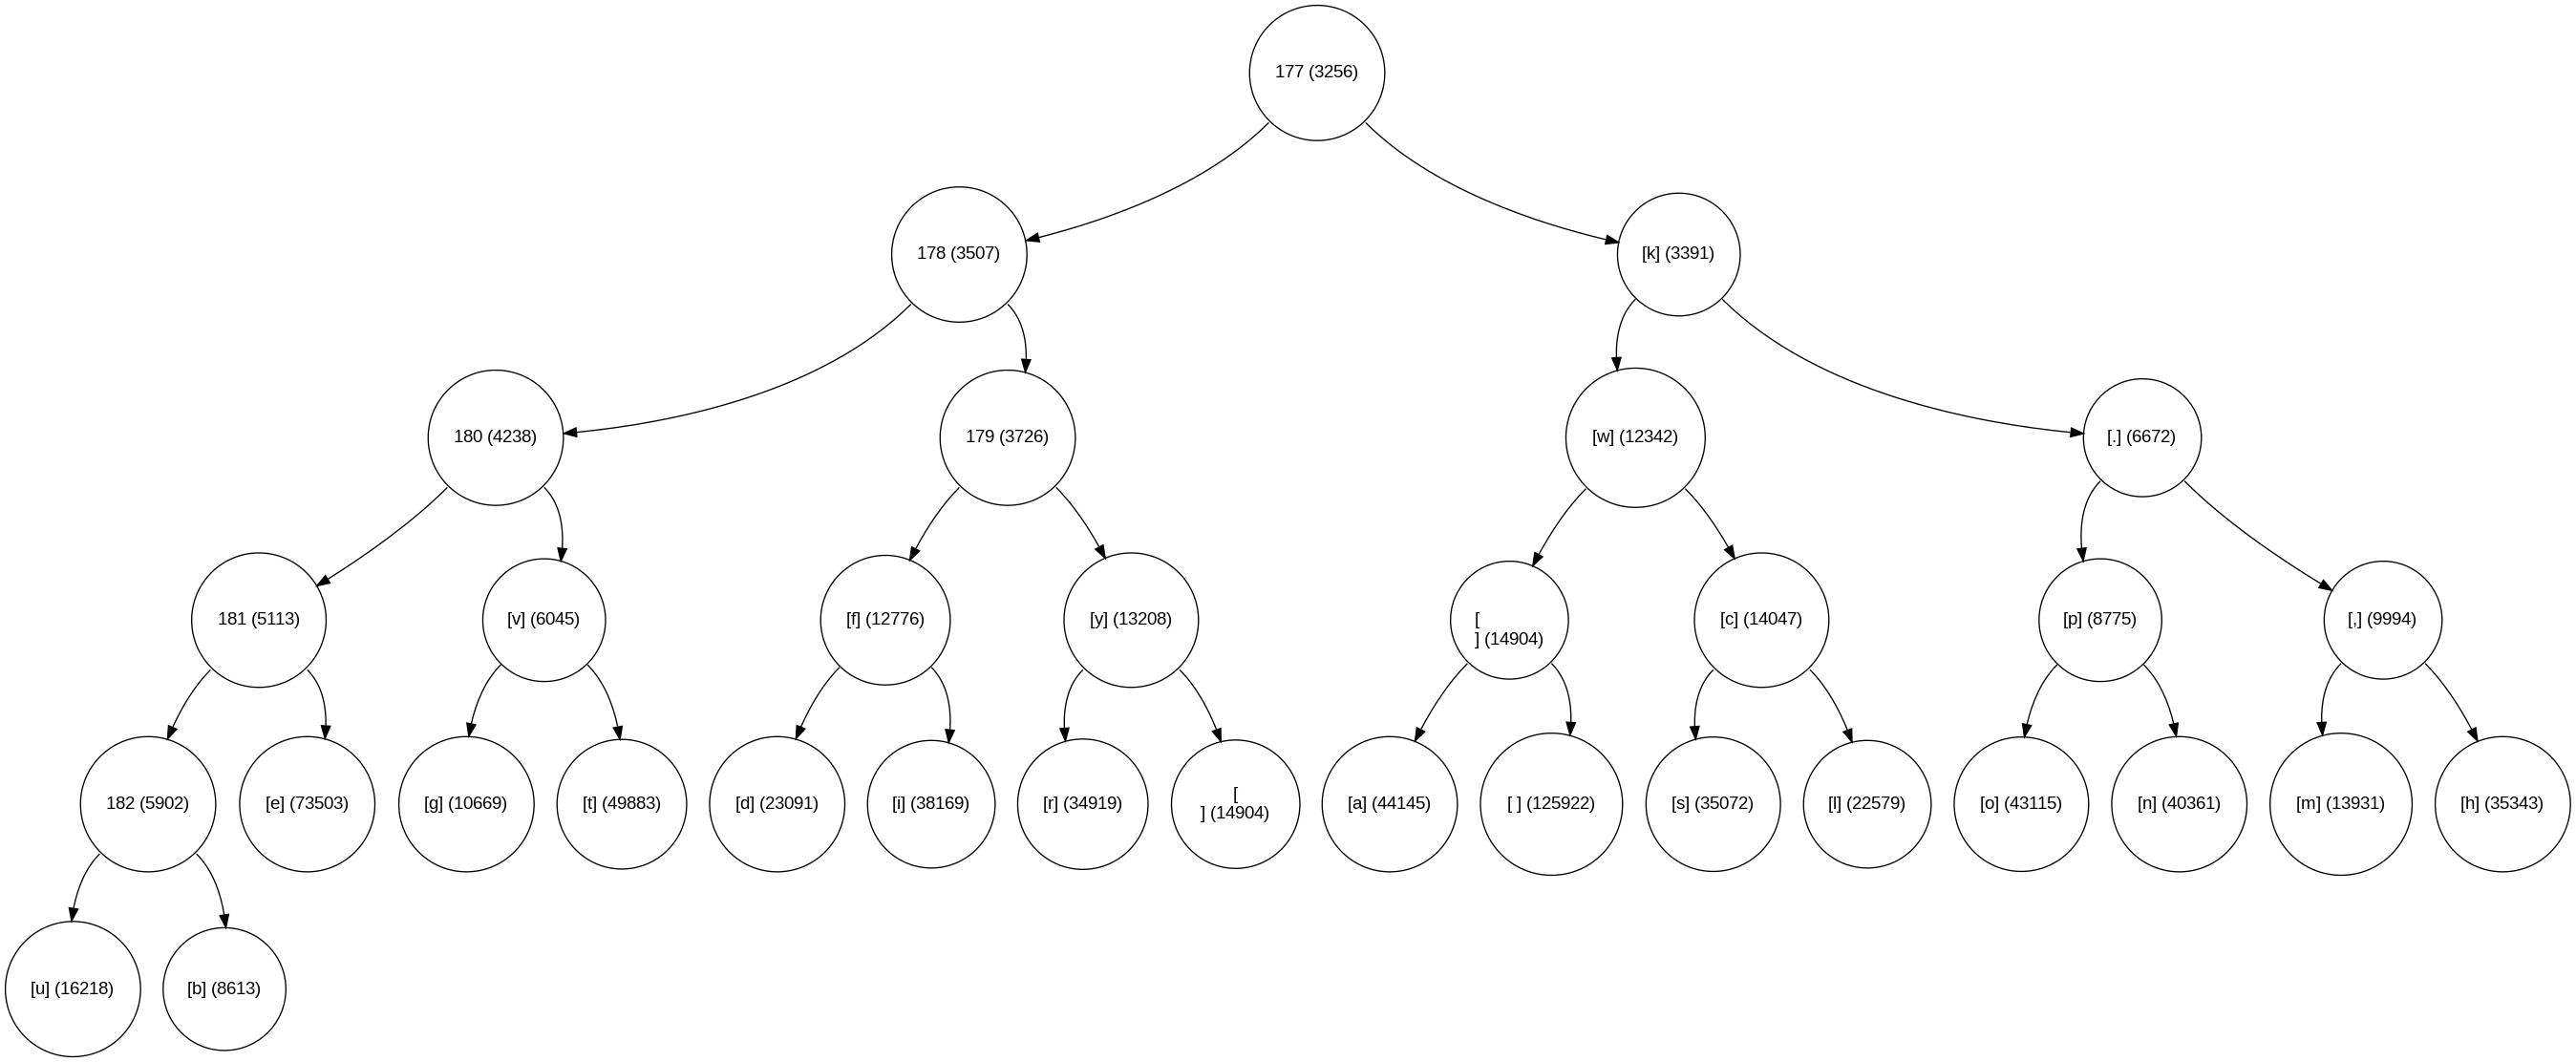 177 (3256)
178 (3507)
[k] (3391)
180 (4238)
179 (3726)
[w] (12342)
[.] (6672)
181 (5113)
[v] (6045)
[f] (12776)
[y] (13208)
[
] (14904)
[c] (14047)
[p] (8775)
[,] (9994)
182 (5902)
[e] (73503)
[g] (10669)
[t] (49883)
[d] (23091)
[i] (38169)
[r] (34919)
[
] (14904)
[a] (44145)
[ ] (125922)
[s] (35072)
[l] (22579)
[o] (43115)
[n] (40361)
[m] (13931)
[h] (35343)
[u] (16218)
[b] (8613)